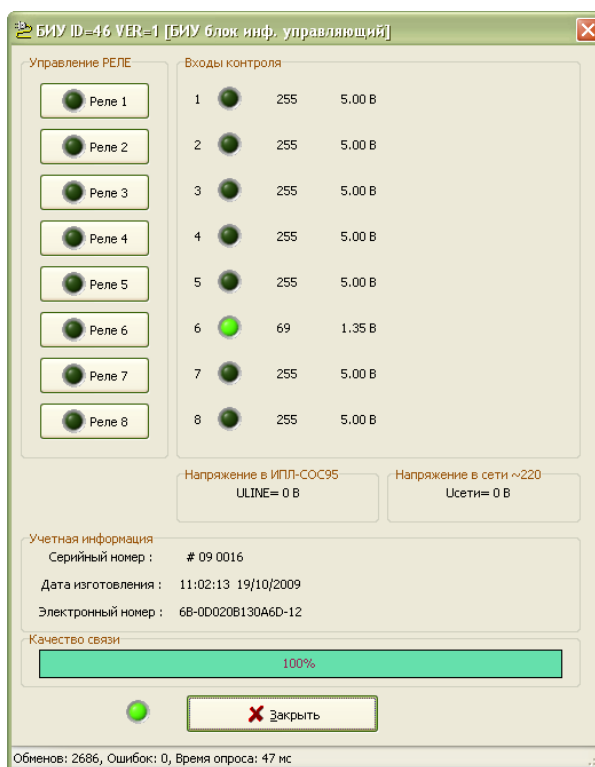 БИУ ID=46 VER=1 [БИУ блок инф. управляющий]
Управление РЕЛЕ
Реле 1
Реле 2
Реле 3
Реле 4
Реле 5
Реле 6
Реле 7
Реле 8
Входы контроля
1 255 5.00 В
2 255 5.00 В
3 255 5.00 В
4 255 5.00 В
5 255 5.00 В
6 69 1.35 В
7 255 5.00 В
8 255 5.00 В
Напряжение в ИПЛ-СОС95
ULINE= 0 В
Напряжение в сети ~220
Uсети= 0 В
Учетная информация
Серийный номер : # 09 0016
Дата изготовления : 11:02:13 19/10/2009
Электронный номер : 6B-0D020B130A6D-12
Качество связи
100%
Закрыть
Обменов: 2686, Ошибок: 0, Время опроса: 47 мс